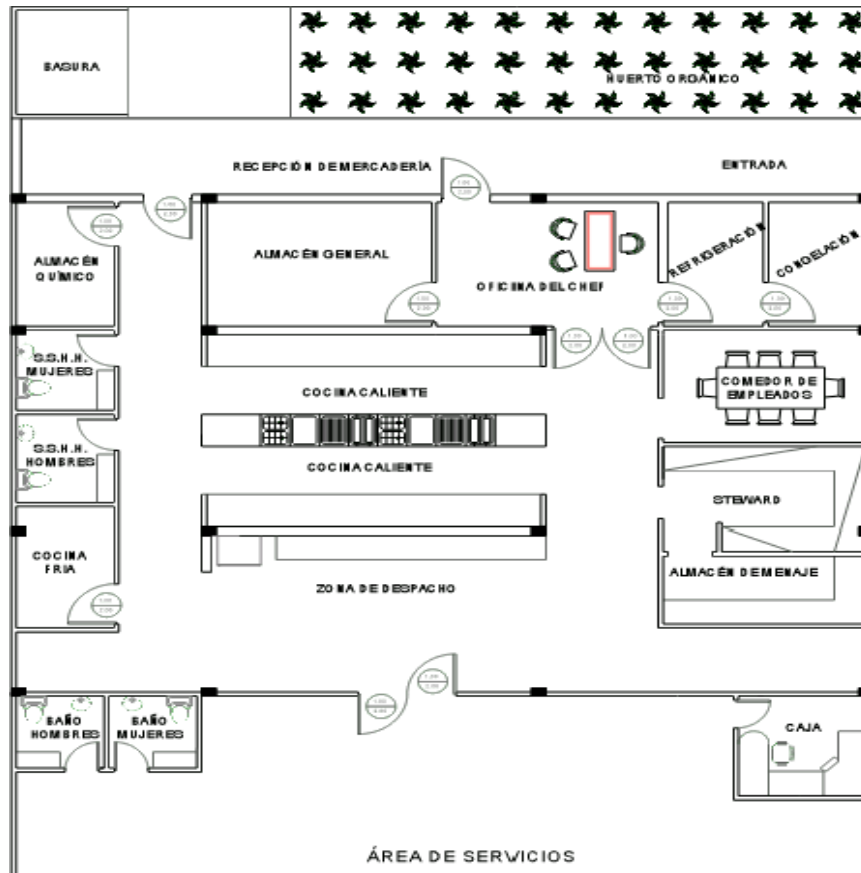 BASURA
HUERTO ORGÁNICO
RECEPCIÓN DE MERCADERÍA
ENTRADA
ALMACÉN
QUÍMICO
ALMACÉN GENERAL
OFICINA DEL CHEF
REFRIGERACIÓN
CONGELACIÓN
S.S.H.H.
MUJERES
COCINA CALIENTE
COMEDOR DE
EMPLEADOS
S.S.H.H.
HOMBRES
COCINA CALIENTE
STEWARD
COCINA
FRIA
ZONA DE DESPACHO
ALMACÉN DE MENAJE
BAÑO
HOMBRES
BAÑO
MUJERES
CAJA
ÁREA DE SERVICIOS